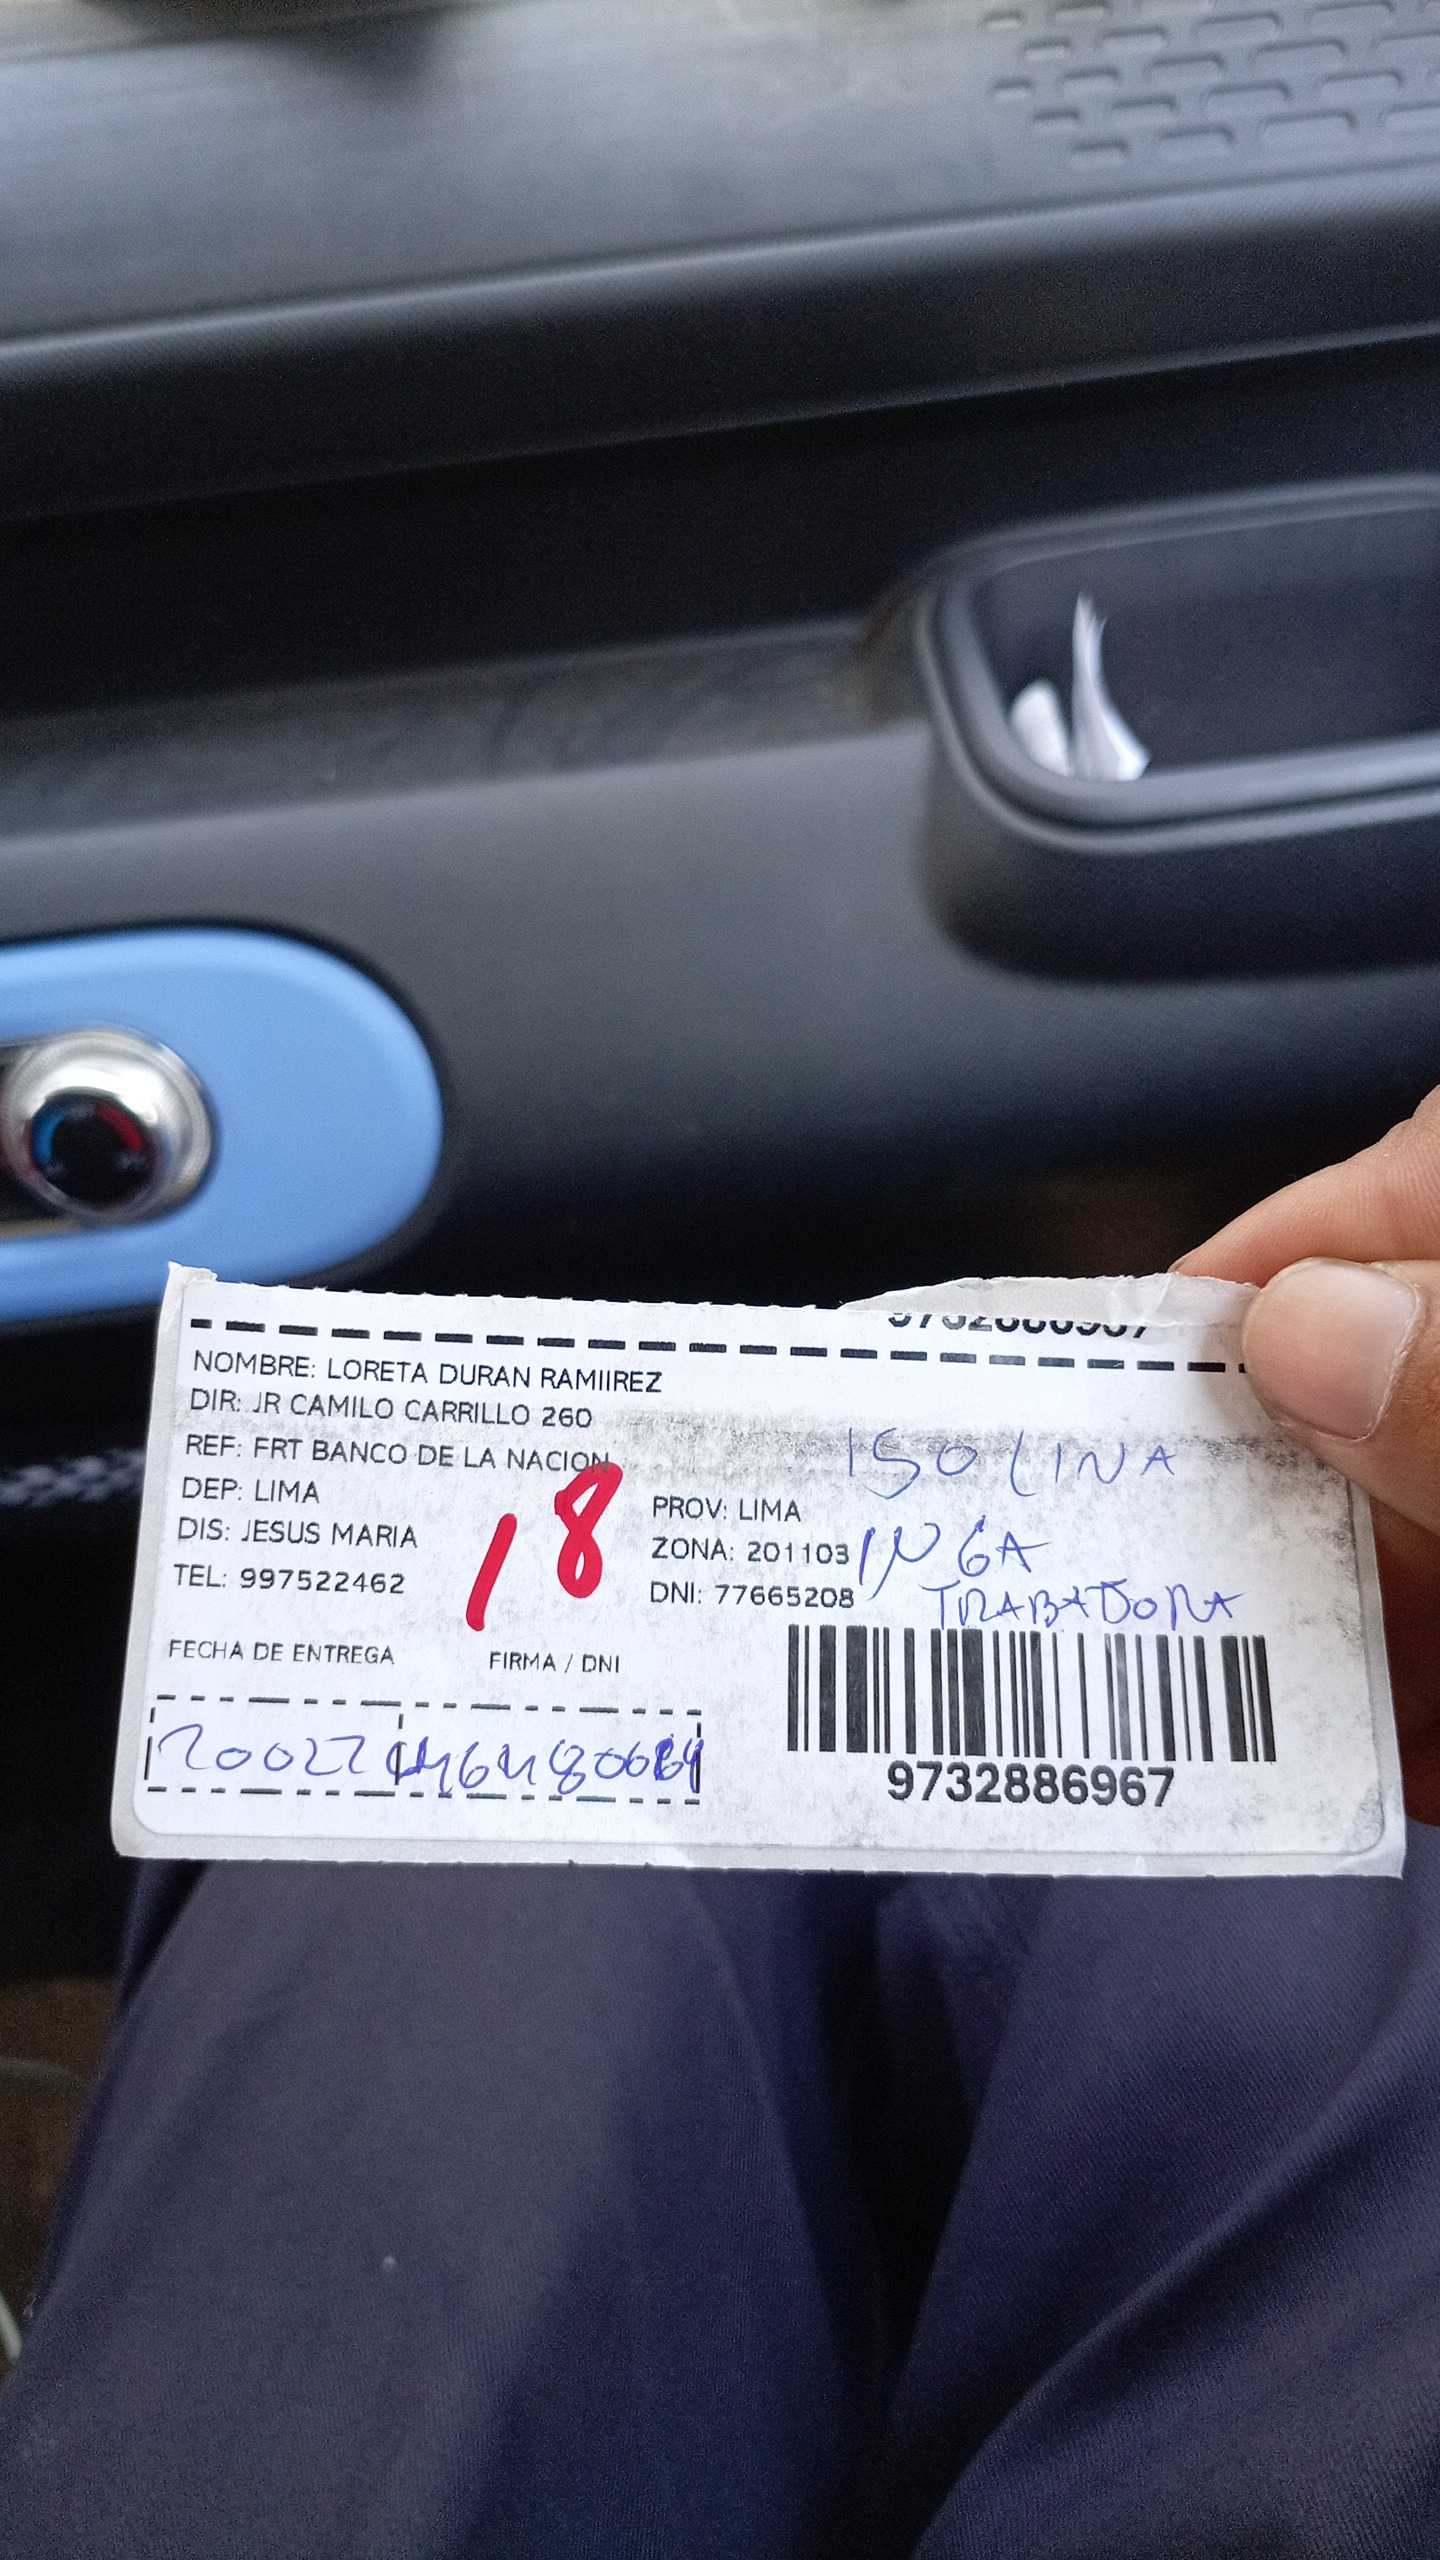 9732886967
NOMBRE: LORETA DURAN RAMIIREZ
DIR: JR CAMILO CARRILLO 260
REF: FRT BANCO DE LA NACION
ISOLINA
DEP: LIMA
PROV: LIMA
18
DIS: JESUS MARIA
ZONA: 201103
INGA
TEL: 997522462
DNI: 77665208
TRABADORA
FECHA DE ENTREGA
FIRMA / DNI
9732886967